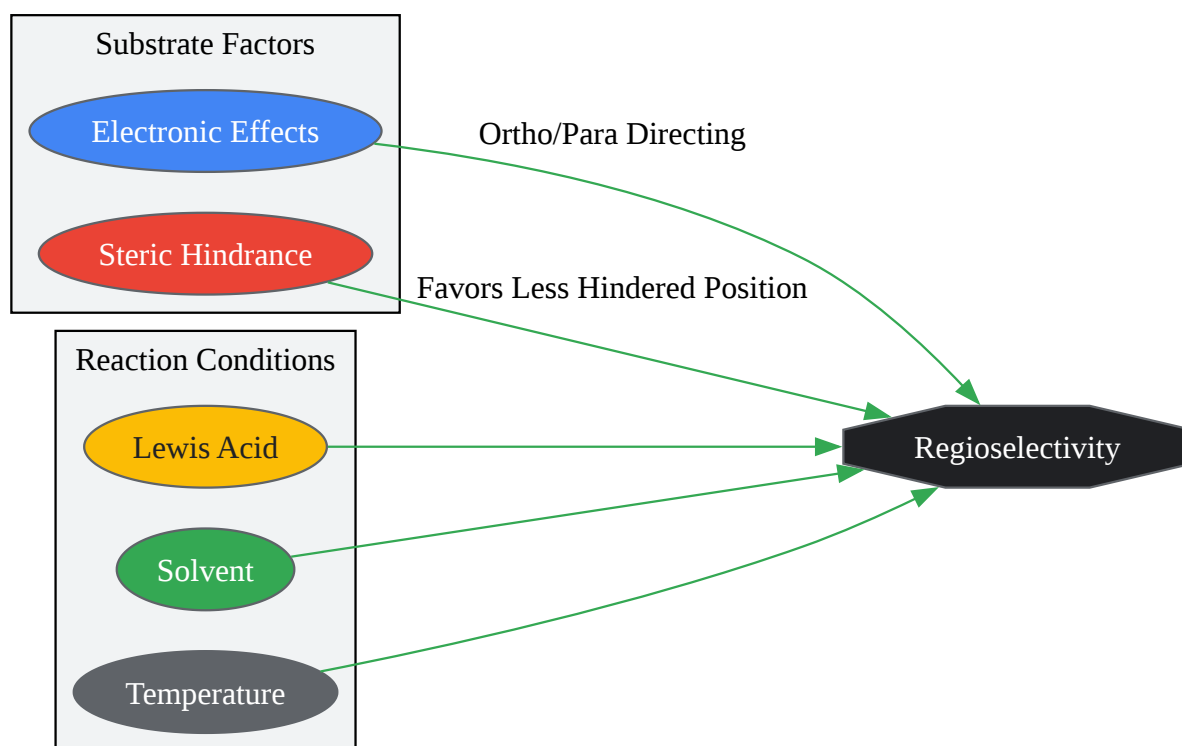 Substrate Factors
Electronic Effects
Ortho/Para Directing
Steric Hindrance
Favors Less Hindered Position
Reaction Conditions
Lewis Acid
Regioselectivity
Solvent
Temperature